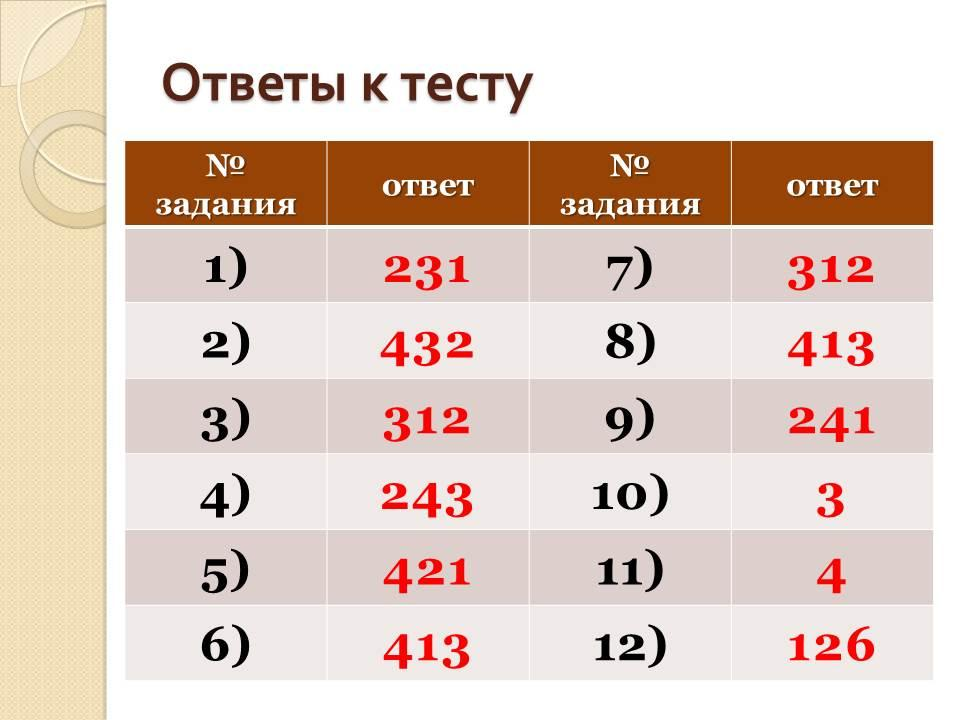 Ответы к тесту
№ задания ответ № задания ответ
1) 231 7) 312
2) 432 8) 413
3) 312 9) 241
4) 243 10) 3
5) 421 11) 4
6) 413 12) 126